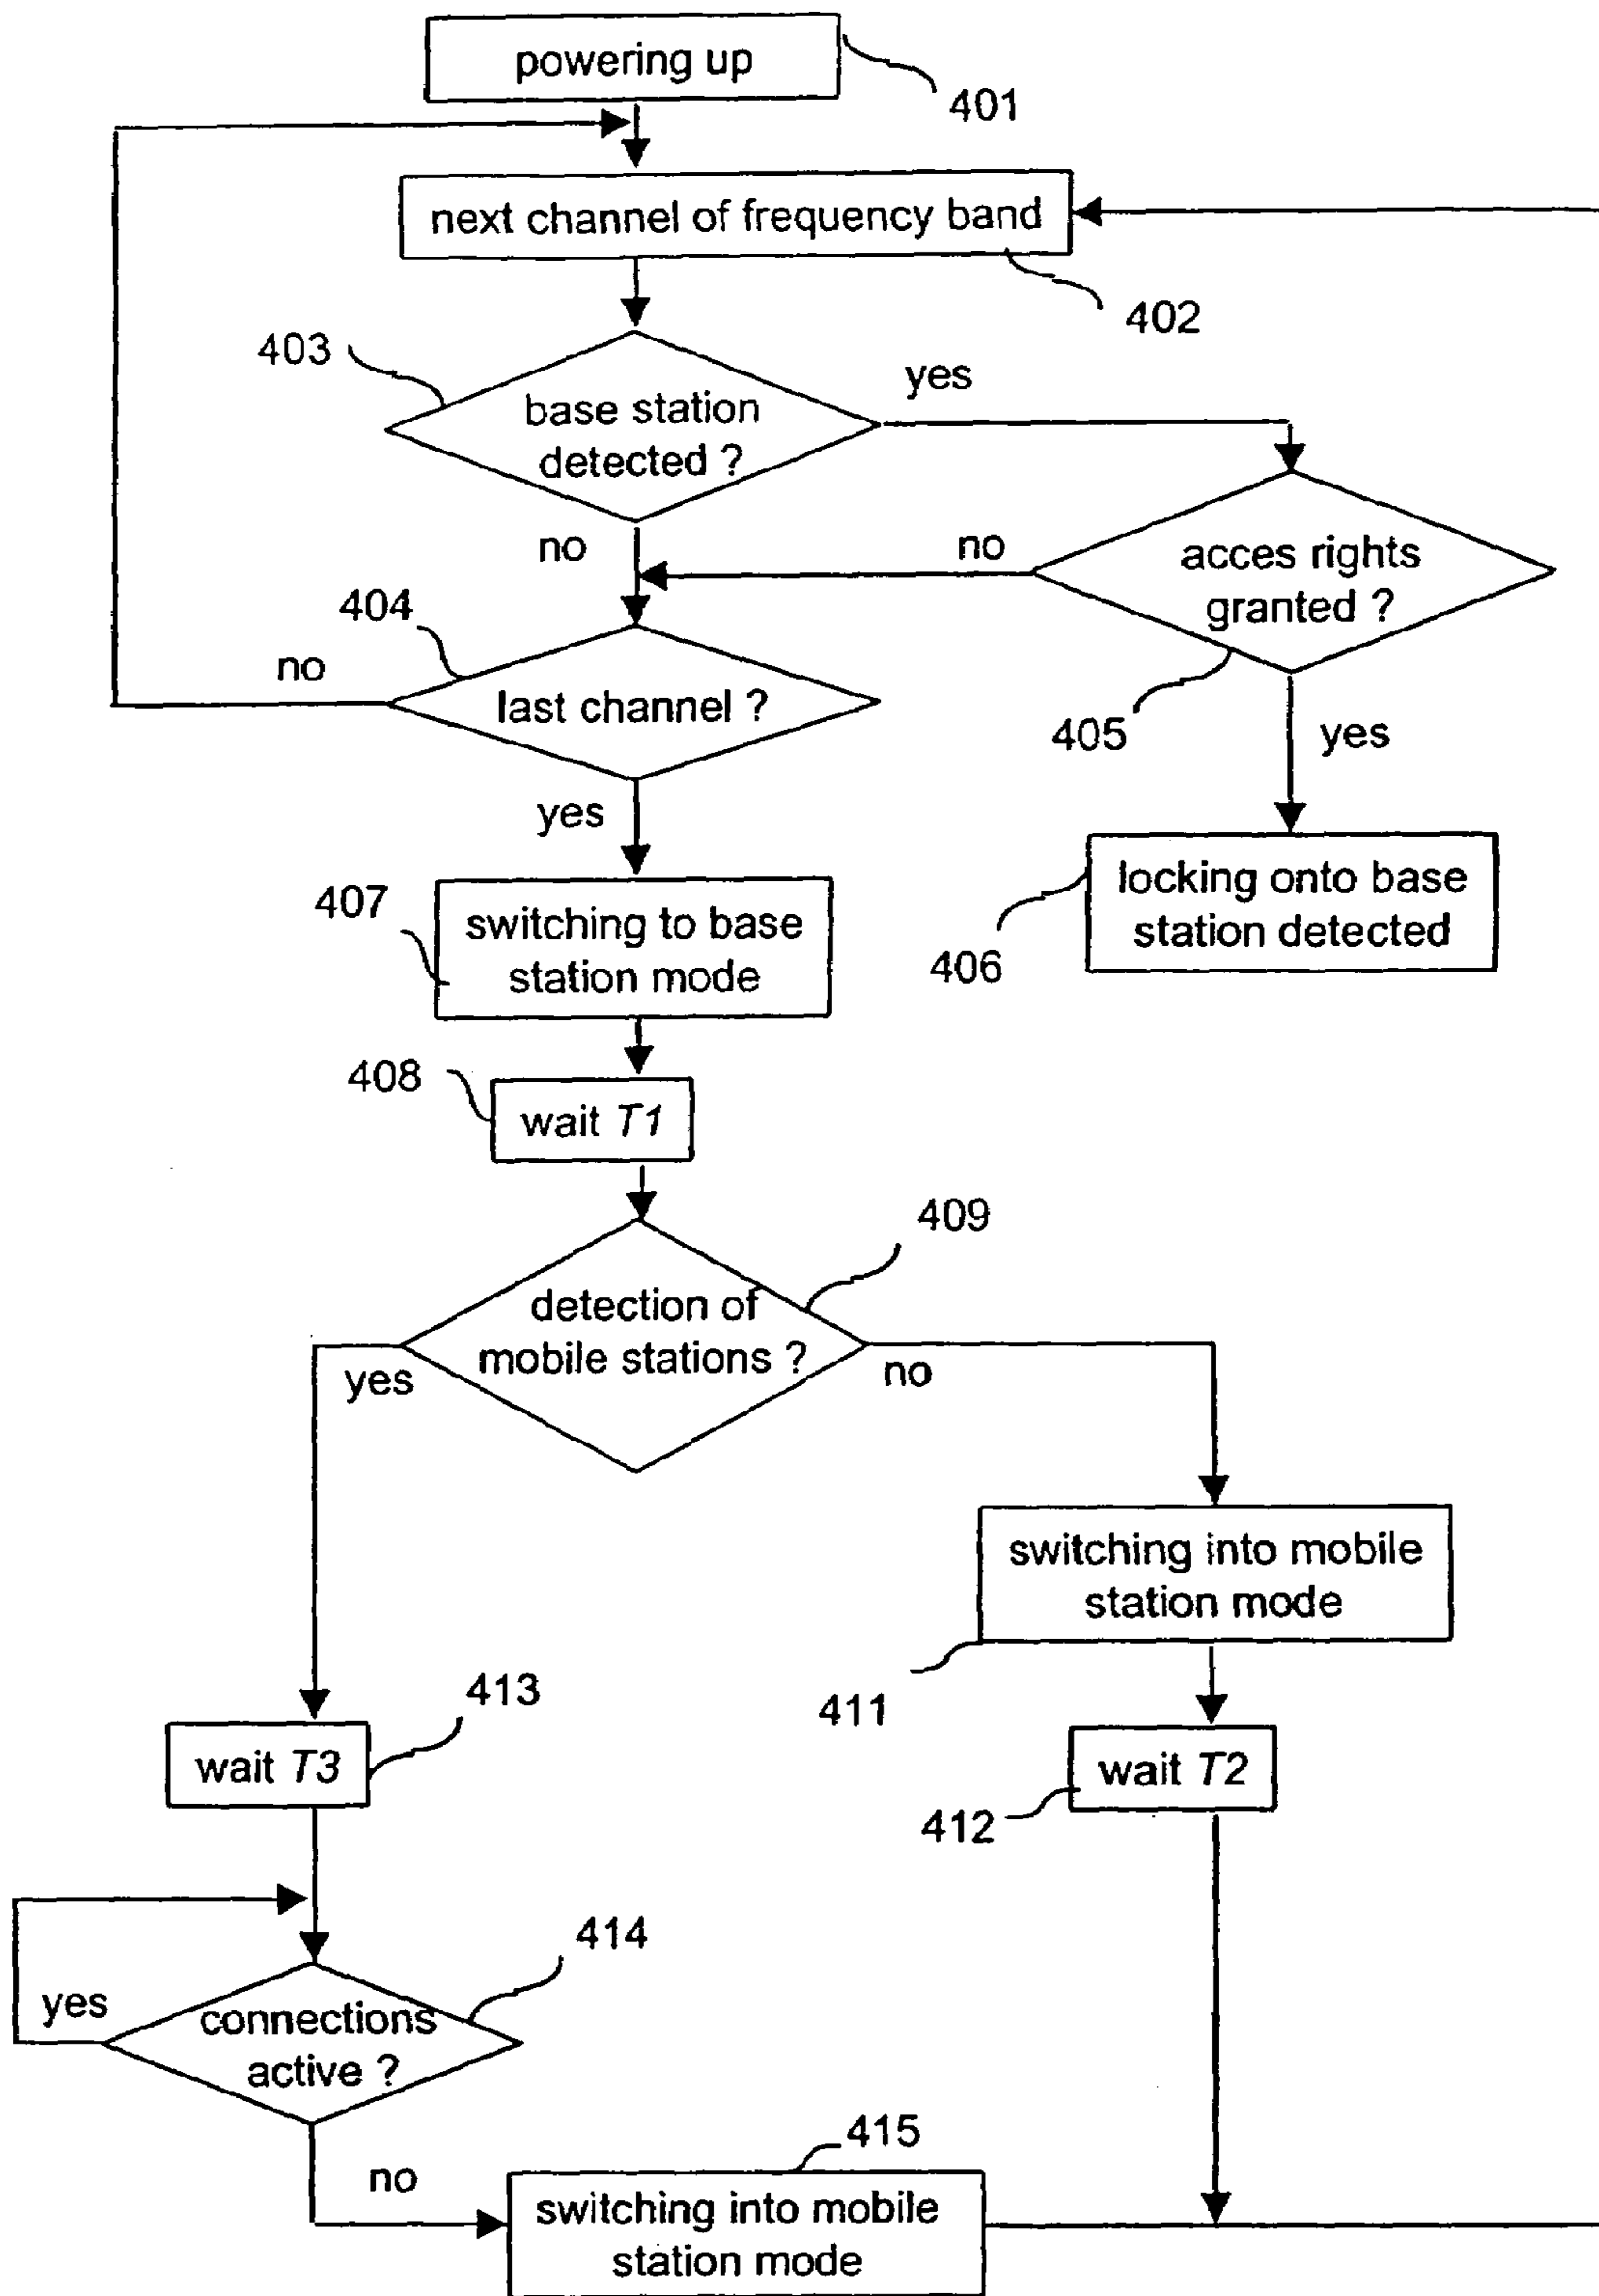 powering up
401
next channel of frequency band
402
403
base station
detected ?
yes
no
acces rights
granted ?
no
405
yes
404
last channel ?
no
yes
locking onto base
station detected
406
407
switching to base
station mode
408
wait T1
409
detection of
mobile stations ?
yes
no
switching into mobile
station mode
411
413
wait T3
wait T2
412
414
connections
active ?
yes
no
415
switching into mobile
station mode